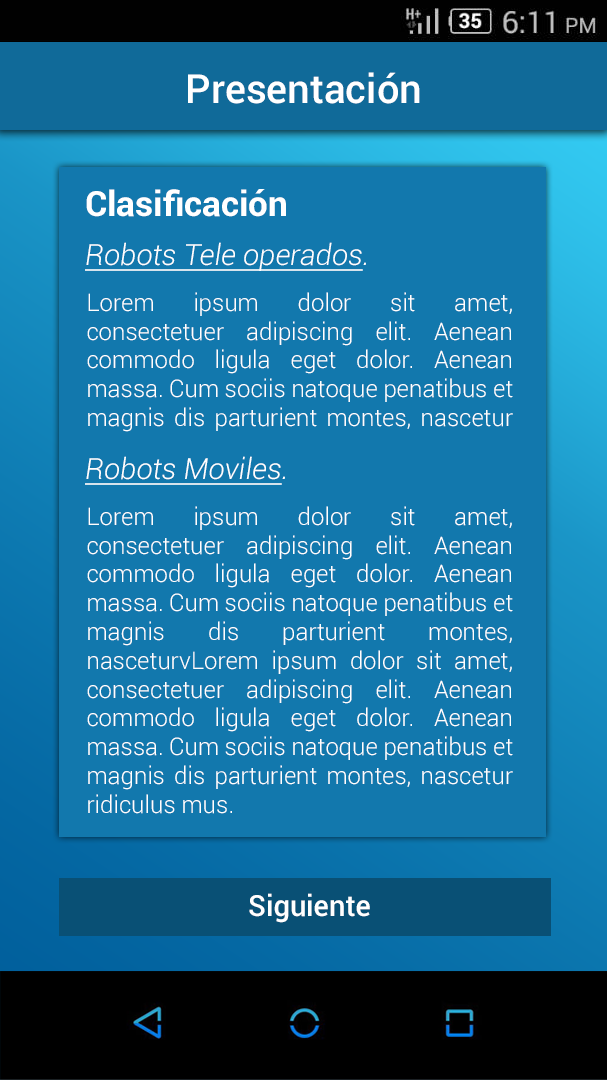 H+ 35 6:11 PM
Presentación
Clasificación
Robots Tele operados.
Lorem ipsum dolor sit amet,
consectetuer adipiscing elit. Aenean
commodo ligula eget dolor. Aenean
massa. Cum sociis natoque penatibus et
magnis dis parturient montes, nascetur
Robots Moviles.
Lorem ipsum dolor sit amet,
consectetuer adipiscing elit. Aenean
commodo ligula eget dolor. Aenean
massa. Cum sociis natoque penatibus et
magnis dis parturient montes,
nasceturvLorem ipsum dolor sit amet,
consectetuer adipiscing elit. Aenean
commodo ligula eget dolor. Aenean
massa. Cum sociis natoque penatibus et
magnis dis parturient montes, nascetur
ridiculus mus.
Siguiente